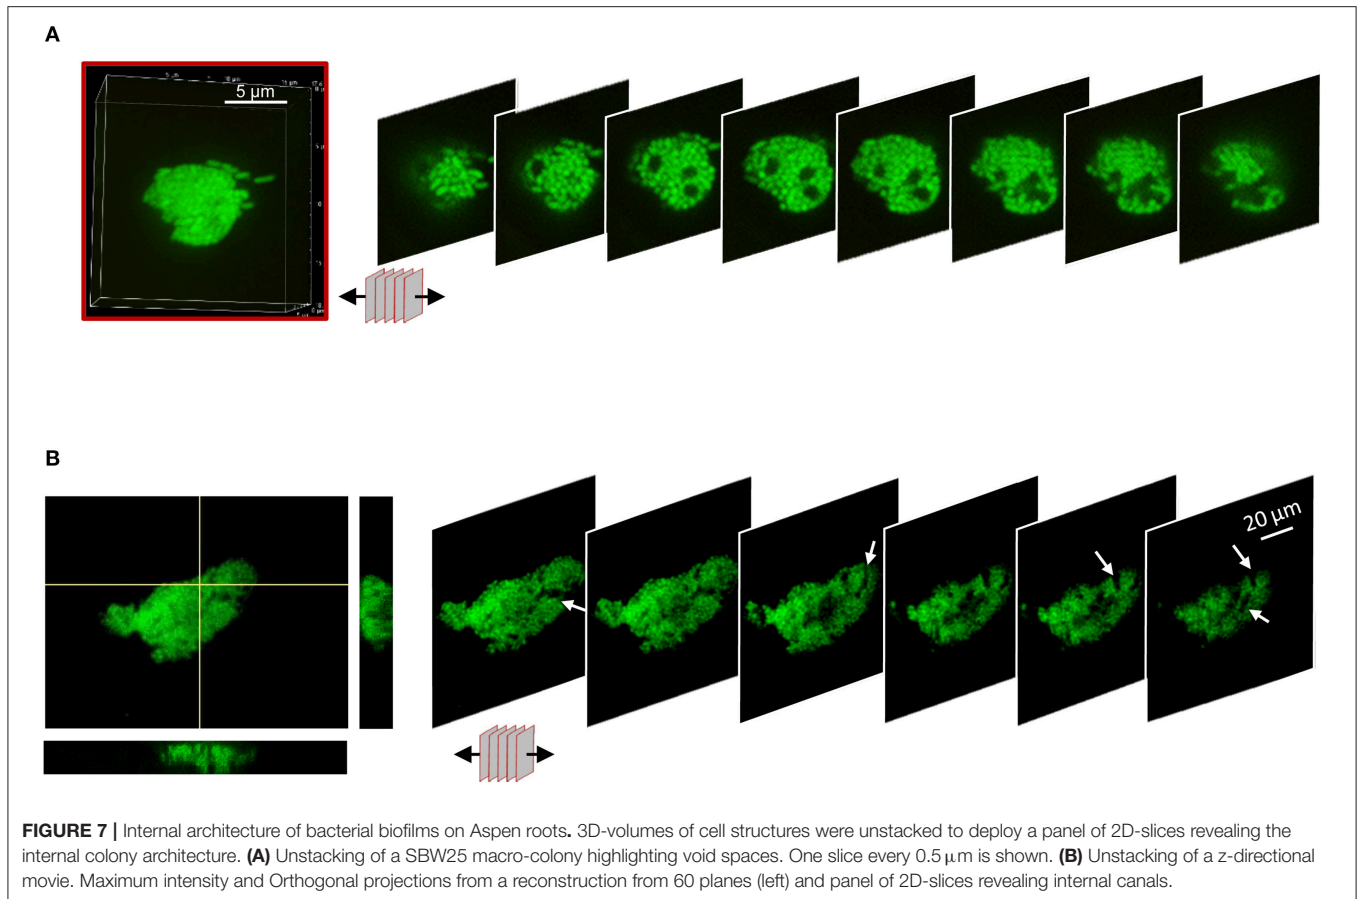 A
5 µm
B
20 µm
FIGURE 7 | Internal architecture of bacterial biofilms on Aspen roots. 3D-volumes of cell structures were unstacked to deploy a panel of 2D-slices revealing the
internal colony architecture. (A) Unstacking of a SBW25 macro-colony highlighting void spaces. One slice every 0.5 µm is shown. (B) Unstacking of a z-directional
movie. Maximum intensity and Orthogonal projections from a reconstruction from 60 planes (left) and panel of 2D-slices revealing internal canals.